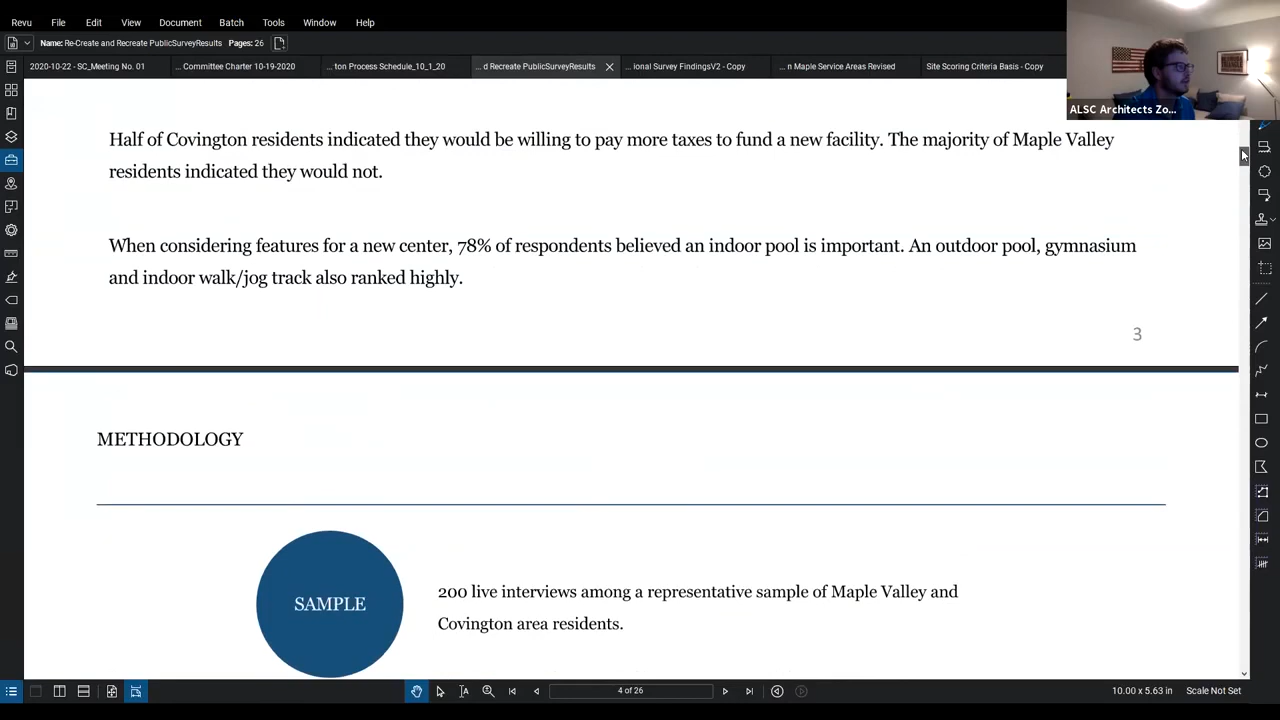 Revu File Edit View Document Batch Tools Window Help
Name: Re-Create and Recreate PublicSurveyResults Pages: 26
2020-10-22 - SC_Meeting No. 01 ... Committee Charter 10-19-2020 ... ton Process Schedule_10_1_20 ... d Recreate PublicSurveyResults ... ional Survey FindingsV2 - Copy ... n Maple Service Areas Revised Site Scoring Criteria Basis - Copy
ALSC Architects Zo...
Half of Covington residents indicated they would be willing to pay more taxes to fund a new facility. The majority of Maple Valley
residents indicated they would not.
When considering features for a new center, 78% of respondents believed an indoor pool is important. An outdoor pool, gymnasium
and indoor walk/jog track also ranked highly.
3
METHODOLOGY
SAMPLE
200 live interviews among a representative sample of Maple Valley and
Covington area residents.
4 of 26 10.00 x 5.63 in Scale Not Set